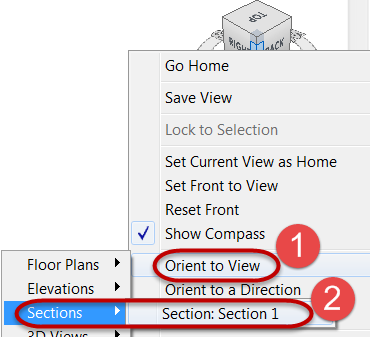 TOP
RIGHT
BACK
Go Home
Save View
Lock to Selection
Set Current View as Home
Set Front to View
Reset Front
Show Compass
1
Orient to View
Floor Plans
Orient to a Direction
Elevations
2
Sections
Section: Section 1
3D Views